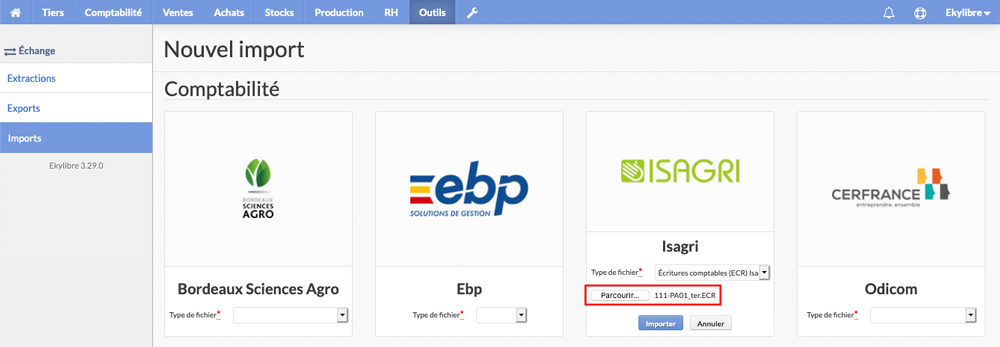 Tiers Comptabilité Ventes Achats Stocks Production RH Outils Ekylibre
Échange
Extractions
Exports
Imports
Ekylibre 3.29.0
Nouvel import
Comptabilité
BORDEAUX
SCIENCES
AGRO
Bordeaux Sciences Agro
Type de fichier*
ebp
SOLUTIONS DE GESTION
Ebp
Type de fichier*
ISAGRI
Isagri
Type de fichier* Écritures comptables (ECR) Isa
Parcourir... 111-PA01_ter.ECR
Importer Annuler
CERFRANCE
entreprendre, ensemble
Odicom
Type de fichier*